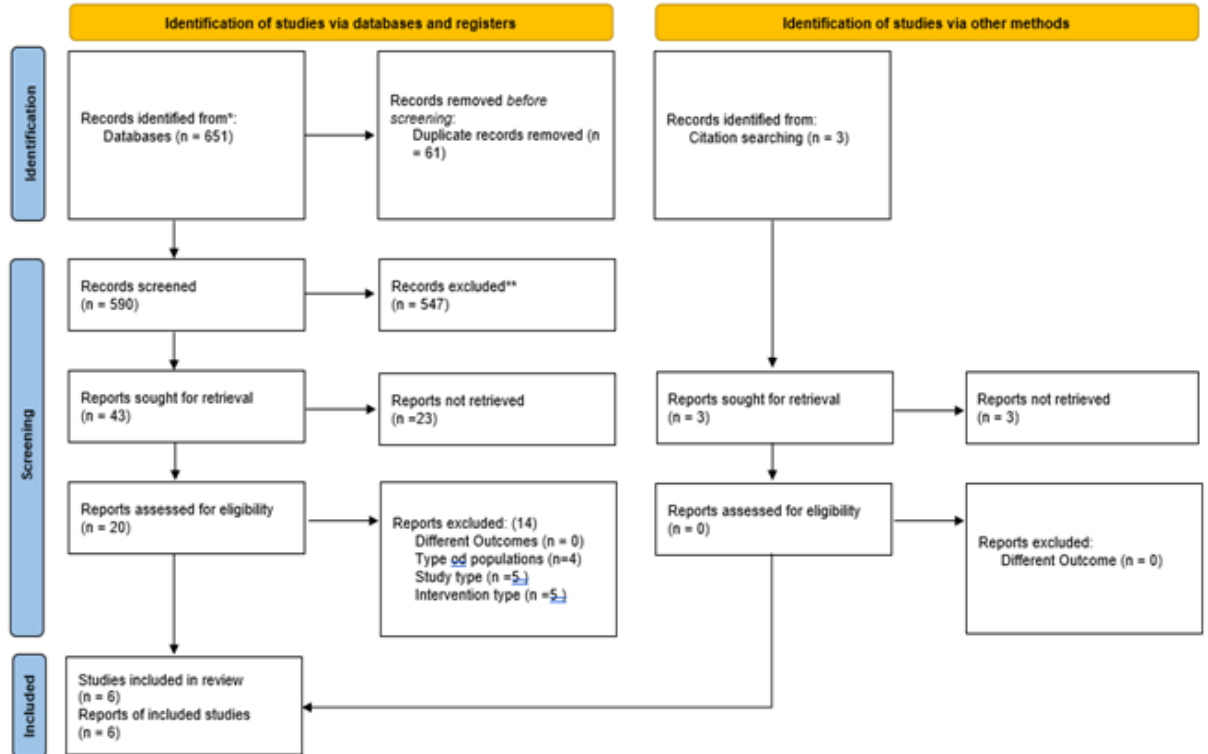 Identification of studies via databases and registers
Identification of studies via other methods
Identification
Records identified from*:
Databases (n = 651)
Records removed before
screening:
Duplicate records removed (n
= 61)
Records identified from:
Citation searching (n = 3)
Screening
Records screened
(n = 590)
Records excluded**
(n = 547)
Reports sought for retrieval
(n = 43)
Reports not retrieved
(n =23)
Reports sought for retrieval
(n = 3)
Reports not retrieved
(n = 3)
Reports assessed for eligibility
(n = 20)
Reports excluded: (14)
Different Outcomes (n = 0)
Type od populations (n=4)
Study type (n =5 )
Intervention type (n =5 )
Reports assessed for eligibility
(n = 0)
Reports excluded:
Different Outcome (n = 0)
Included
Studies included in review
(n = 6)
Reports of included studies
(n = 6)